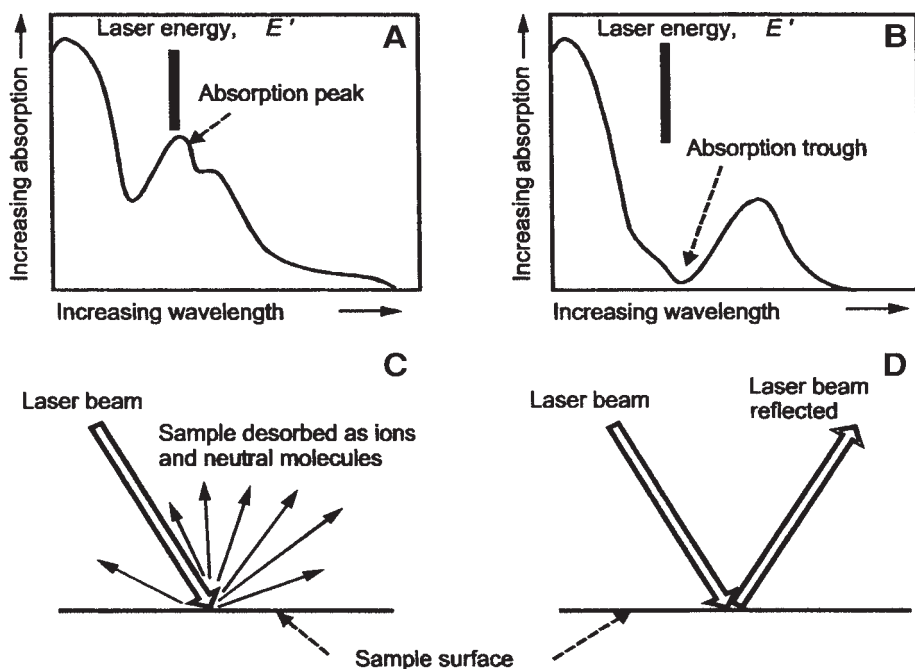 A
Laser energy, E'
Absorption peak
Increasing absorption
Increasing wavelength
B
Laser energy, E'
Absorption trough
Increasing absorption
Increasing wavelength
C
Laser beam
Sample desorbed as ions
and neutral molecules
D
Laser beam
Laser beam
reflected
Sample surface